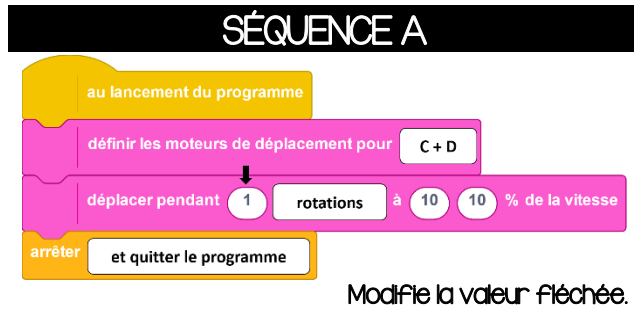 SÉQUENCE A
au lancement du programme
définir les moteurs de déplacement pour C + D
déplacer pendant 1 rotations à 10 10 % de la vitesse
arrêter et quitter le programme
Modifie la valeur fléchée.